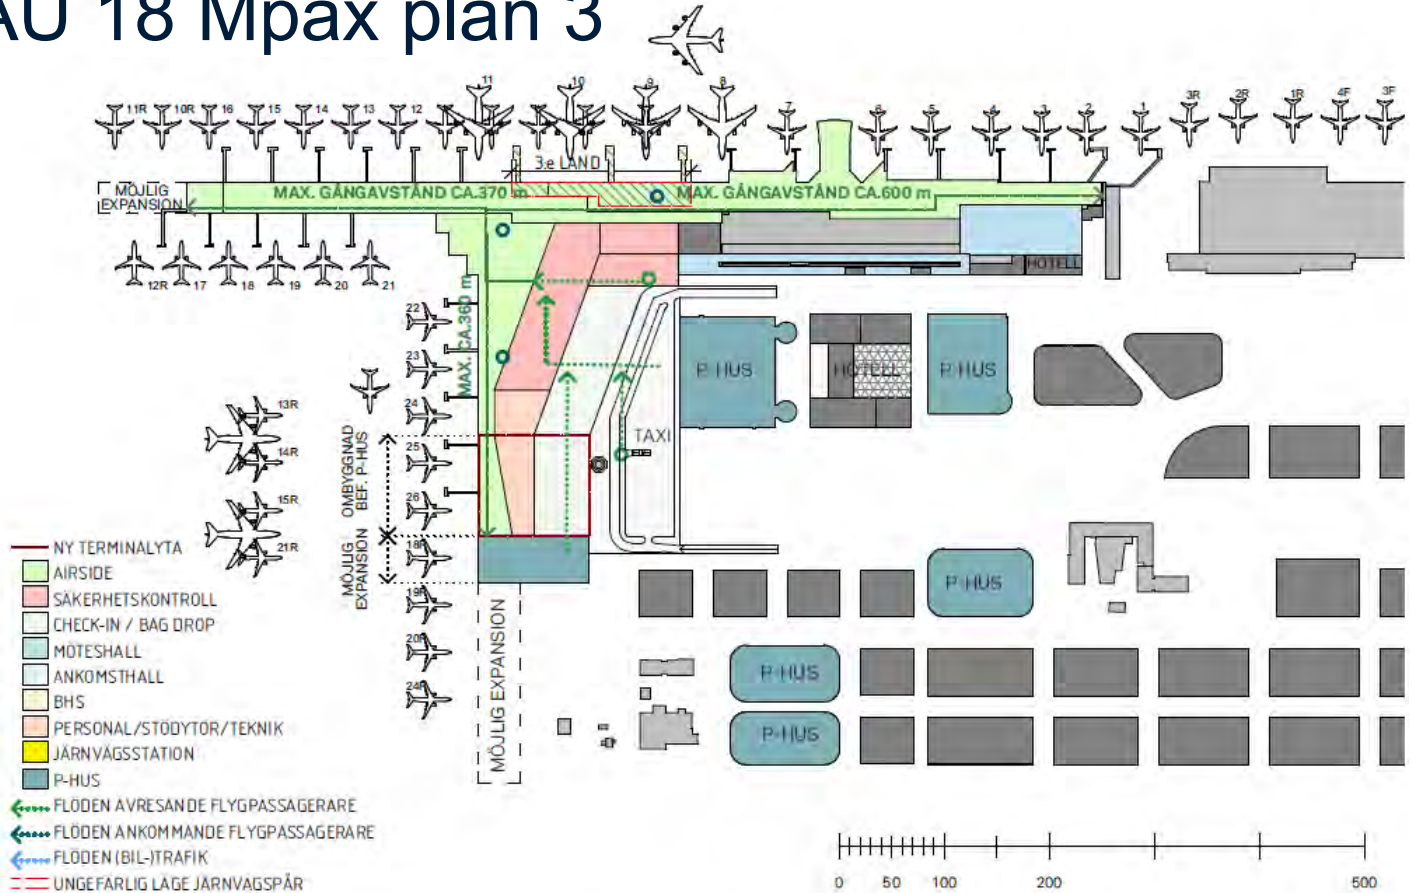 AU 18 Mpax plan 3
11R 10R 16 15 14 13 12 11 10 9 8 7 6 5 4 3 2 1 3R 2R 1R 4F 3F
3:e LAND
MÖJLIG
EXPANSION
MAX. GÅNGAVSTÅND CA.370 m
MAX. GÅNGAVSTÅND CA.600 m
12R 17 18 19 20 21
HOTELL
MAX. CA.360 m
22
23
24
25
26
18R
19R
20R
24R
13R
14R
15R
21R
P-HUS
HOTELL
P-HUS
TAXI
OMBYGGNAD
BEF. P-HUS
MÖJLIG
EXPANSION
MÖJLIG EXPANSION
P-HUS
P-HUS
P-HUS
NY TERMINALYTA
AIRSIDE
SÄKERHETSKONTROLL
CHECK-IN / BAG DROP
MÖTESHALL
ANKOMSTHALL
BHS
PERSONAL/STÖDYTOR/TEKNIK
JÄRNVÄGSSTATION
P-HUS
FLÖDEN AVRESANDE FLYGPASSAGERARE
FLÖDEN ANKOMMANDE FLYGPASSAGERARE
FLÖDEN (BIL-)TRAFIK
UNGEFÄRLIG LÄGE JÄRNVÄGSPÅR
0 50 100 200 500